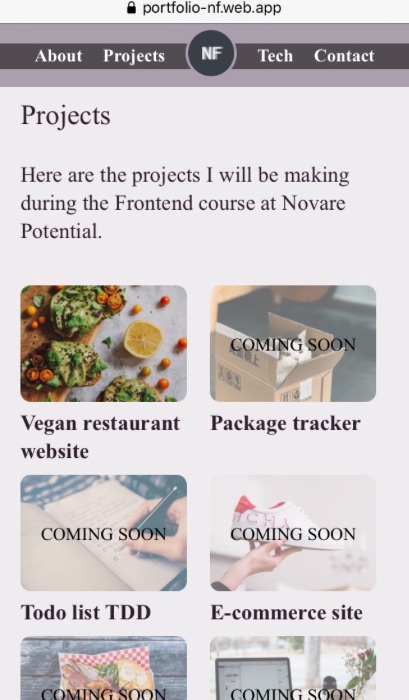 portfolio-nf.web.app
About Projects NF Tech Contact
Projects
Here are the projects I will be making
during the Frontend course at Novare
Potential.
COMING SOON
Vegan restaurant
website
Package tracker
COMING SOON
COMING SOON
Todo list TDD
E-commerce site
COMING SOON
COMING SOON